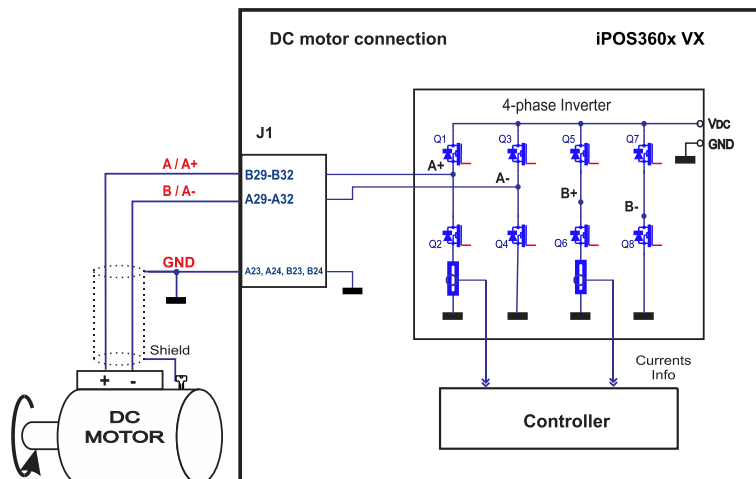 DC motor connection
iPOS360x VX
4-phase Inverter
J1
Q1
Q3
Q5
Q7
VDC
GND
A / A+
B29-B32
A+
A-
B / A-
A29-A32
B+
B-
Q2
Q4
Q6
Q8
GND
A23, A24, B23, B24
Shield
Currents
Info
+ -
DC
MOTOR
Controller